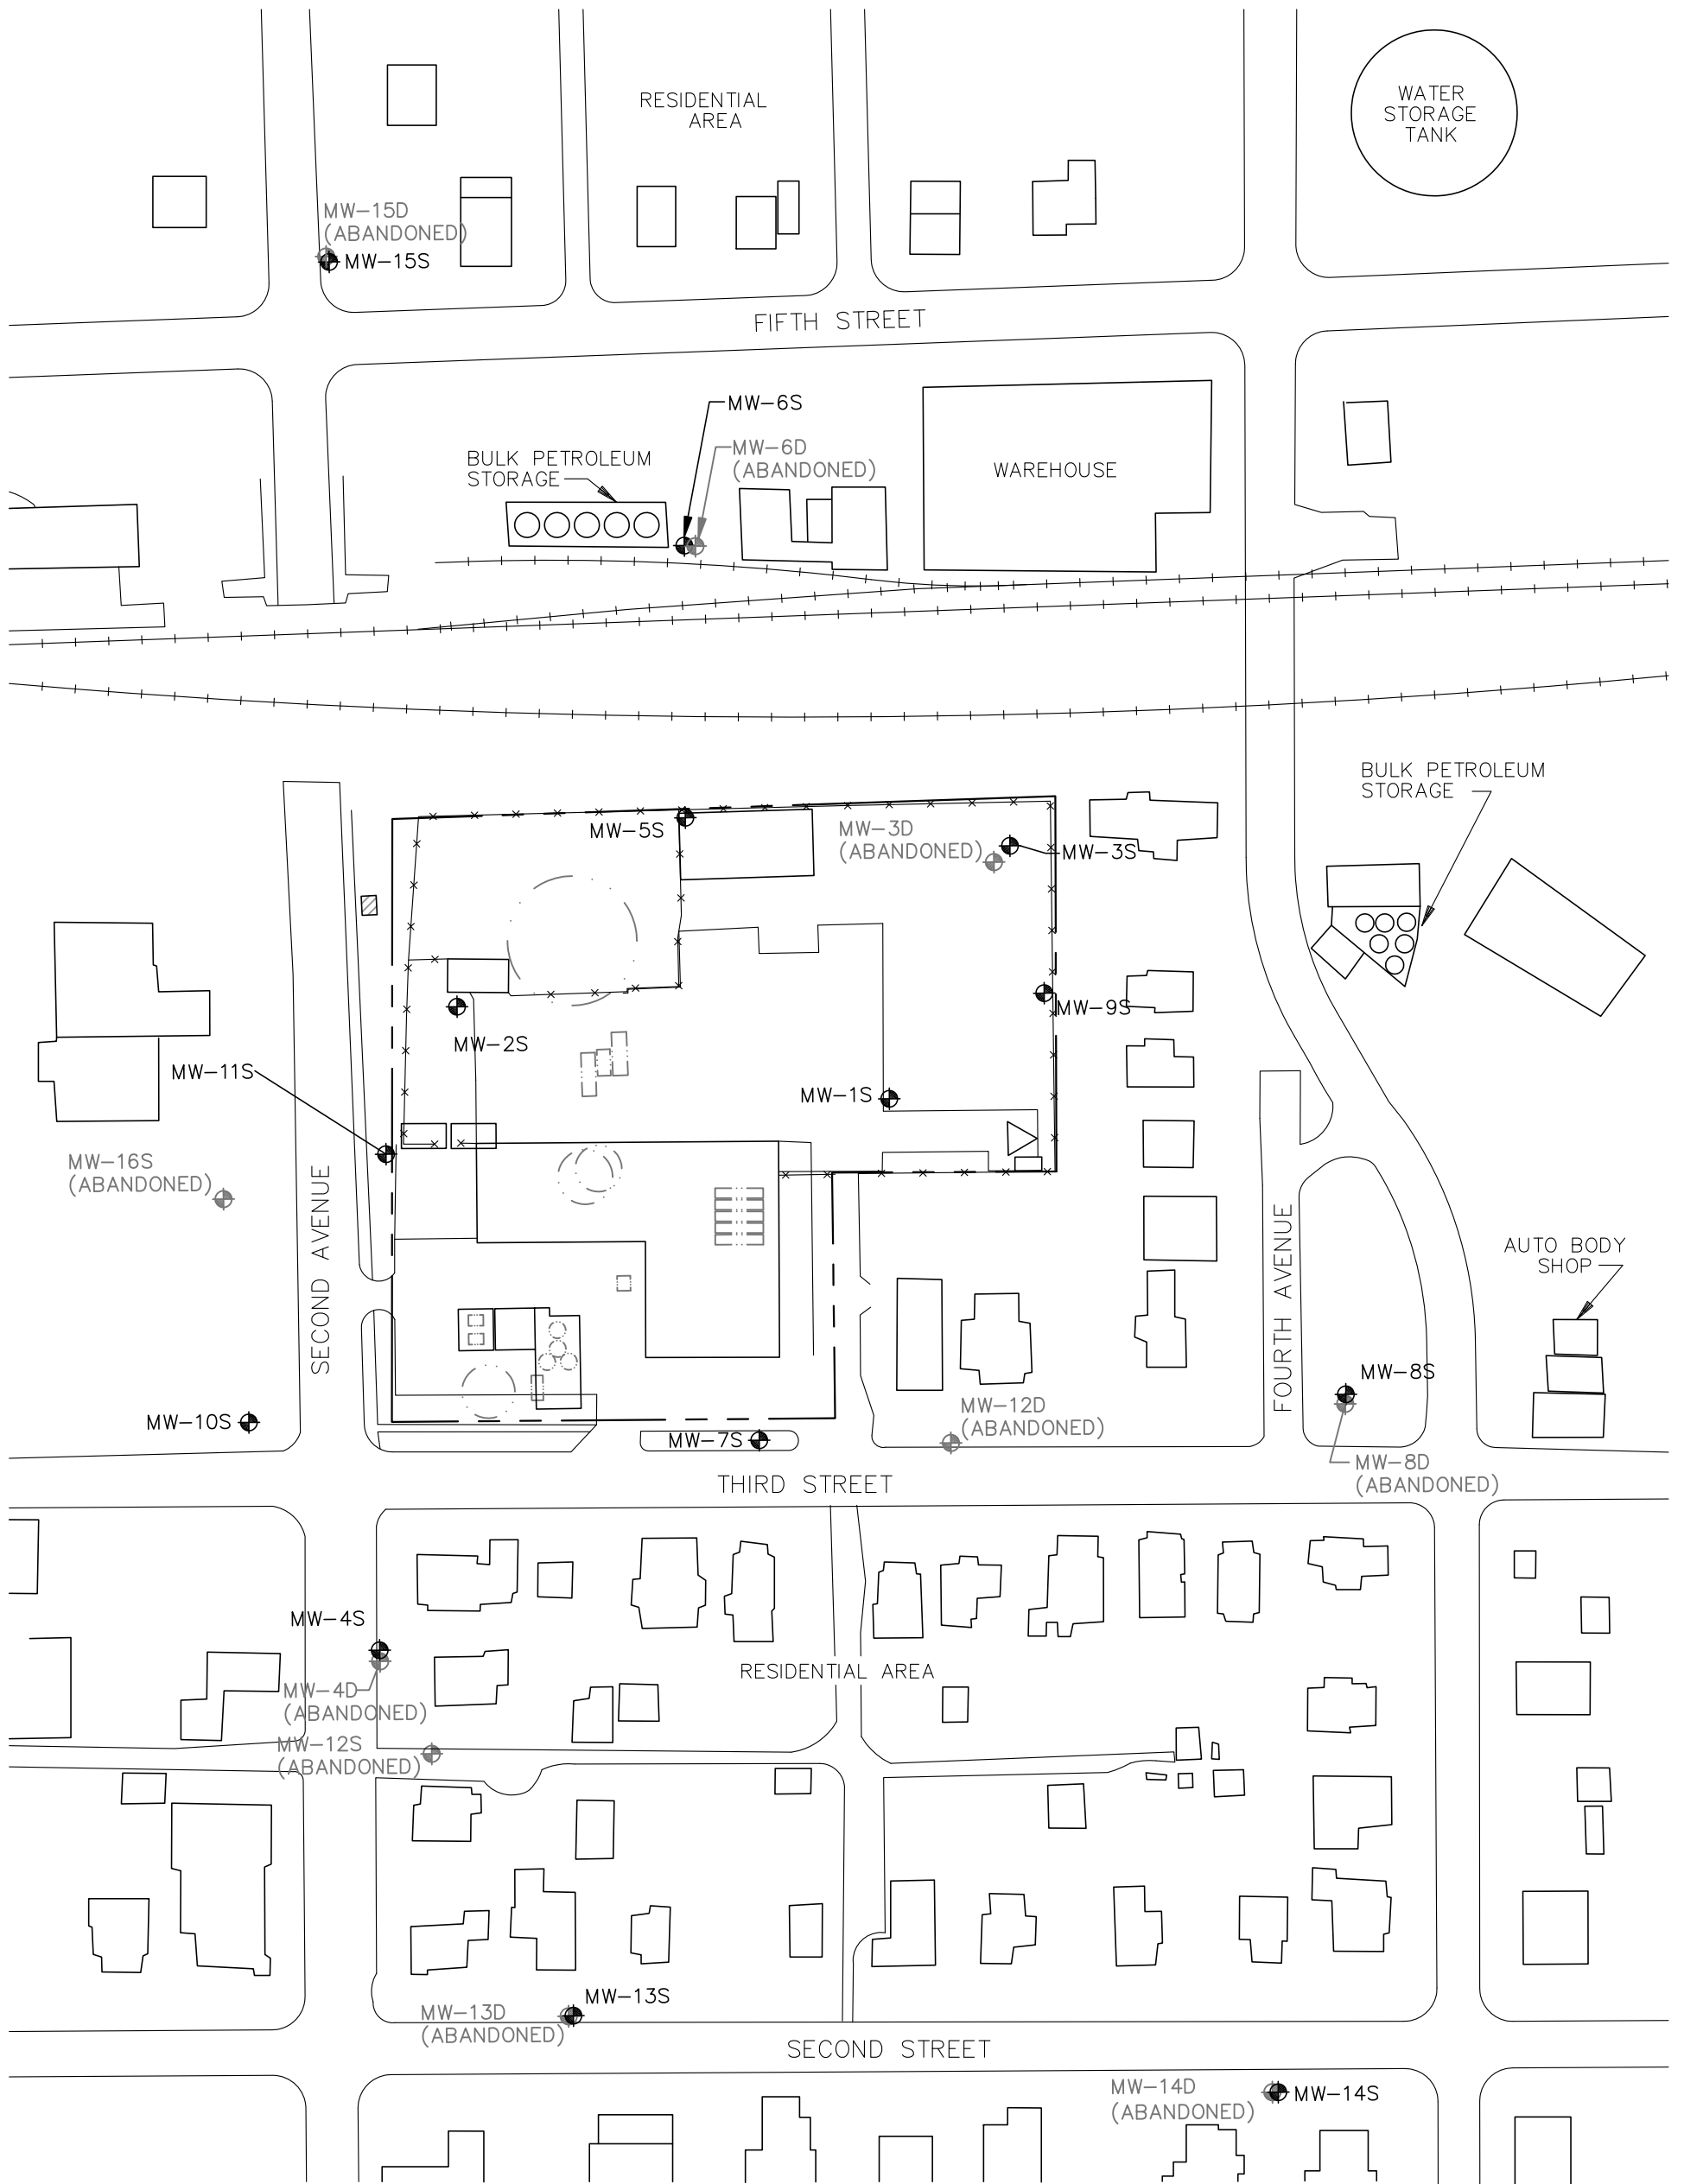 RESIDENTIAL
AREA
WATER
STORAGE
TANK
MW-15D
(ABANDONED)
MW-15S
FIFTH STREET
MW-6S
MW-6D
(ABANDONED)
BULK PETROLEUM
STORAGE
WAREHOUSE
BULK PETROLEUM
STORAGE
MW-5S
MW-3D
(ABANDONED)
MW-3S
MW-9S
MW-2S
MW-11S
MW-1S
MW-16S
(ABANDONED)
SECOND AVENUE
FOURTH AVENUE
AUTO BODY
SHOP
MW-8S
MW-12D
(ABANDONED)
MW-10S
MW-7S
MW-8D
(ABANDONED)
THIRD STREET
MW-4S
RESIDENTIAL AREA
MW-4D
(ABANDONED)
MW-12S
(ABANDONED)
MW-13S
MW-13D
(ABANDONED)
SECOND STREET
MW-14D
(ABANDONED)
MW-14S